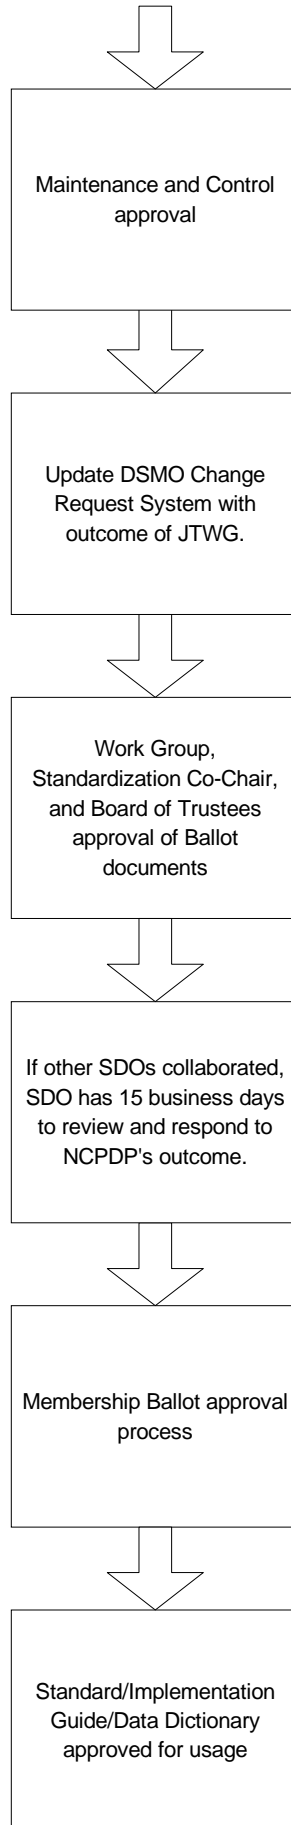 Maintenance and Control
approval
Update DSMO Change
Request System with
outcome of JTWG.
Work Group,
Standardization Co-Chair,
and Board of Trustees
approval of Ballot
documents
If other SDOs collaborated,
SDO has 15 business days
to review and respond to
NCPDP's outcome.
Membership Ballot approval
process
Standard/Implementation
Guide/Data Dictionary
approved for usage